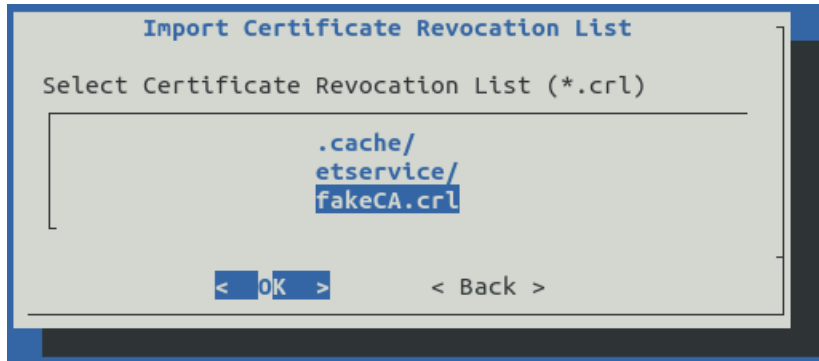 Import Certificate Revocation List
Select Certificate Revocation List (*.crl)
.cache/
etservice/
fakeCA.crl
< OK > < Back >